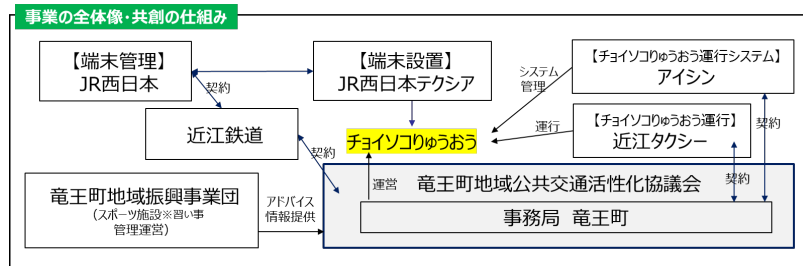 事業の全体像・共創の仕組み
【端末管理】
JR西日本
【端末設置】
JR西日本テクシア
【チョイソコりゅうおう運行システム】
アイシン
システム
管理
契約
近江鉄道
チョイソコりゅうおう
運行
【チョイソコりゅうおう運行】
近江タクシー
契約
契約
竜王町地域振興事業団
(スポーツ施設※習い事
管理運営)
アドバイス
情報提供
運営
竜王町地域公共交通活性化協議会
契約
事務局 竜王町